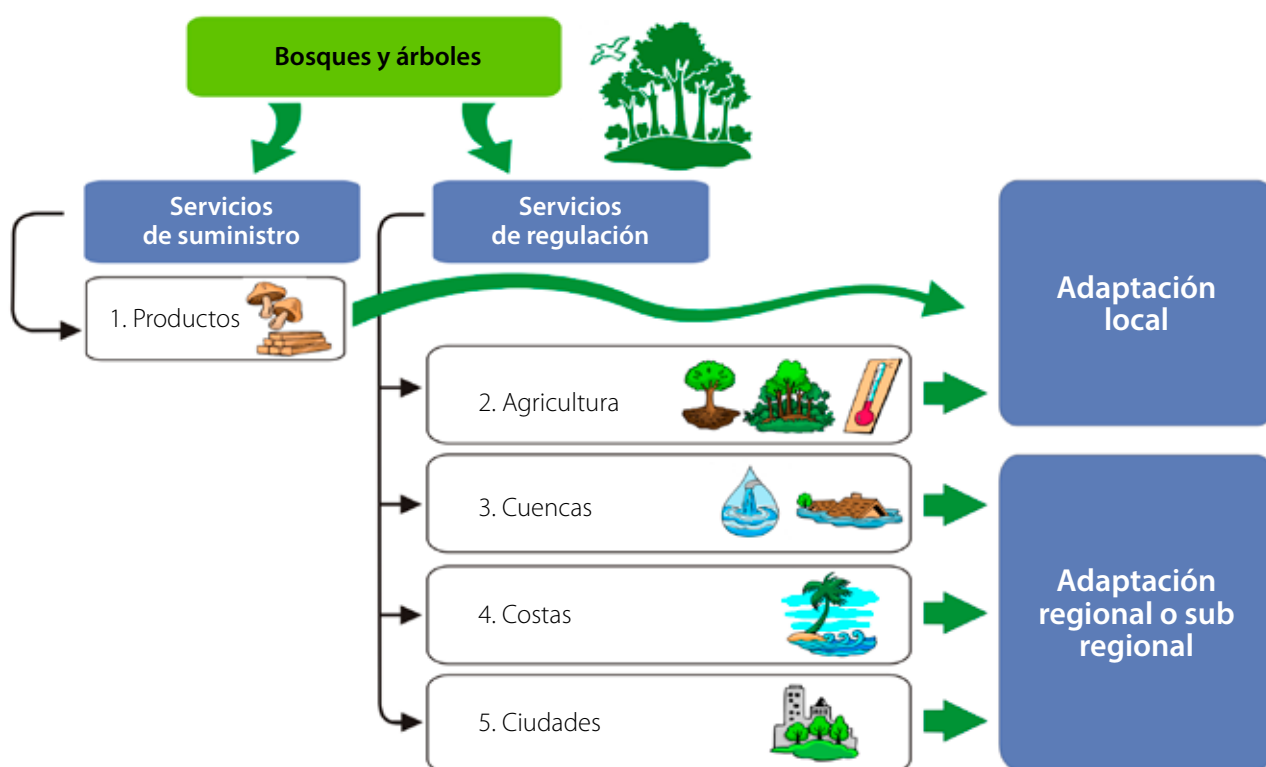 Bosques y árboles
Servicios
de suministro
Servicios
de regulación
1. Productos
2. Agricultura
3. Cuencas
4. Costas
5. Ciudades
Adaptación
local
Adaptación
regional o sub
regional